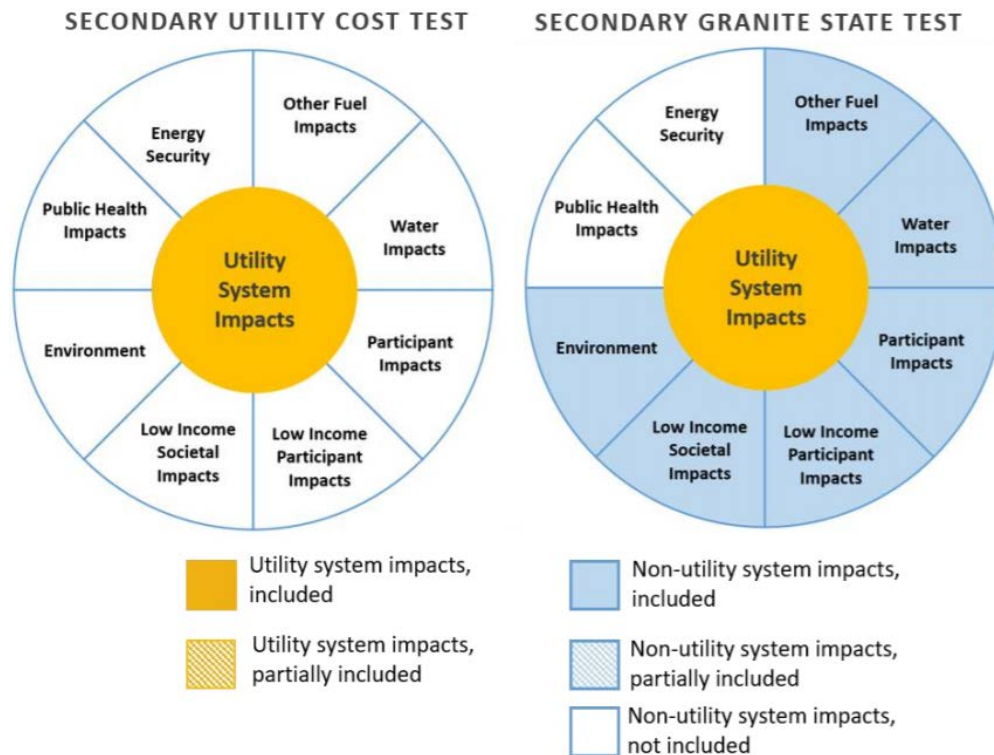 SECONDARY UTILITY COST TEST
Energy
Security
Other Fuel
Impacts
Public Health
Impacts
Water
Impacts
Utility
System
Impacts
Environment
Participant
Impacts
Low Income
Societal
Impacts
Low Income
Participant
Impacts
SECONDARY GRANITE STATE TEST
Energy
Security
Other Fuel
Impacts
Public Health
Impacts
Water
Impacts
Utility
System
Impacts
Environment
Participant
Impacts
Low Income
Societal
Impacts
Low Income
Participant
Impacts
Utility system impacts,
included
Utility system impacts,
partially included
Non-utility system impacts,
included
Non-utility system impacts,
partially included
Non-utility system impacts,
not included